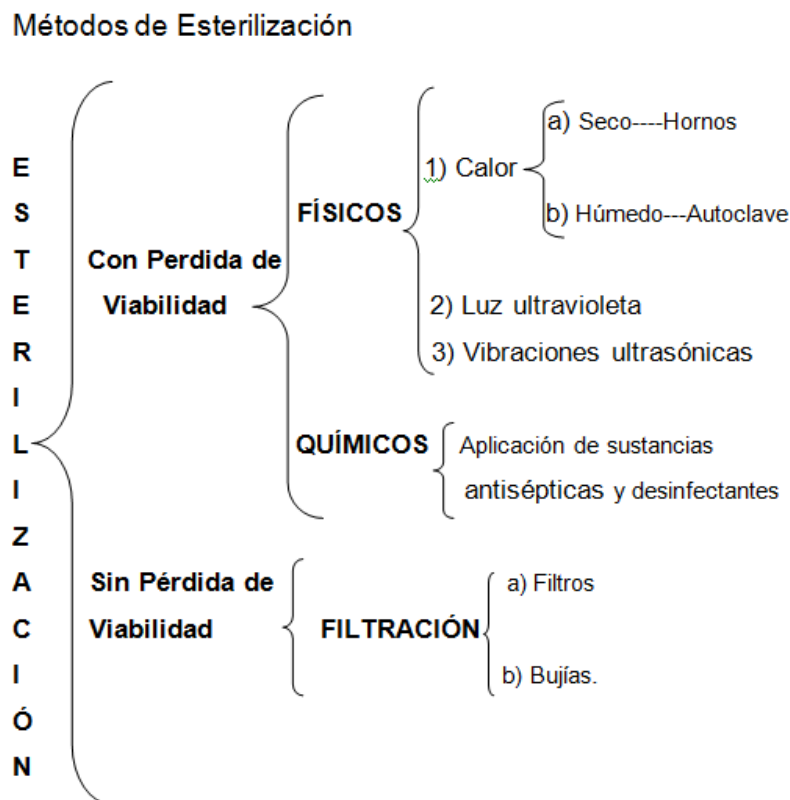 Métodos de Esterilización
ESTERILIZACIÓN
Con Perdida de
Viabilidad
FÍSICOS
1) Calor
a) Seco----Hornos
b) Húmedo---Autoclave
2) Luz ultravioleta
3) Vibraciones ultrasónicas
QUÍMICOS
Aplicación de sustancias
antisépticas y desinfectantes
Sin Pérdida de
Viabilidad
FILTRACIÓN
a) Filtros
b) Bujías.